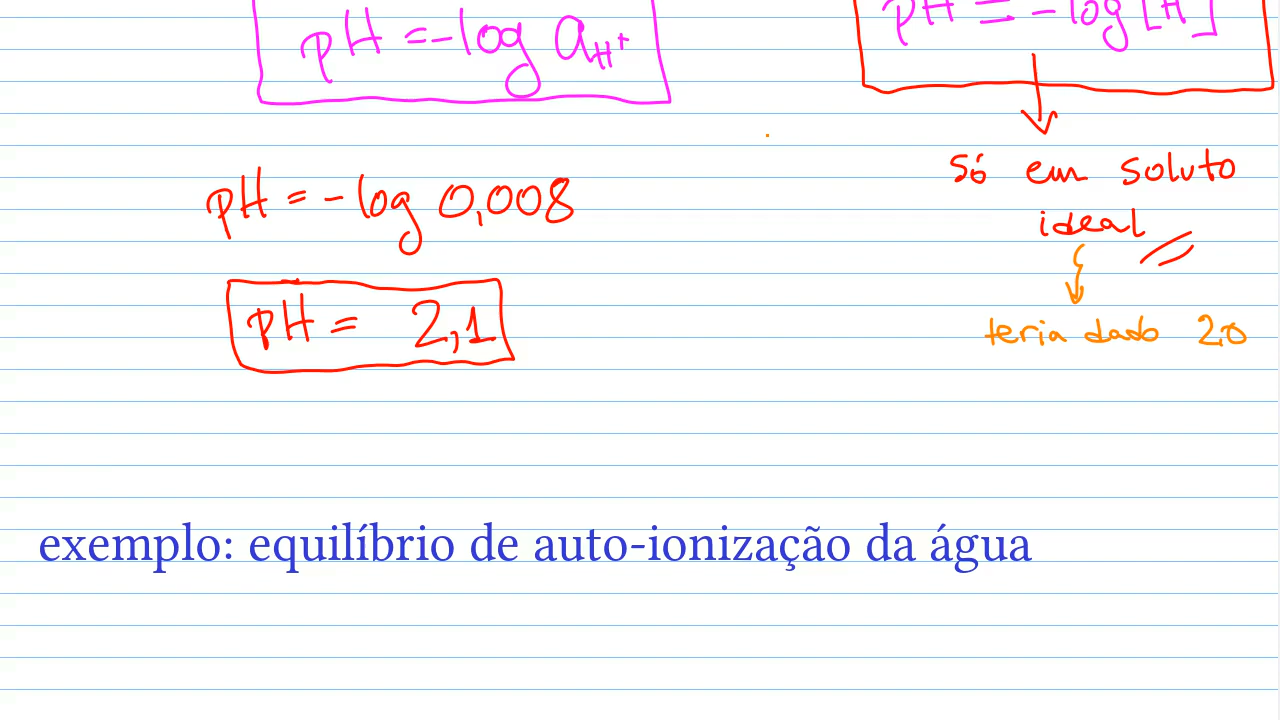 pH = -log aH+
pH = -log [H
só em soluto
ideal
teria dado 2,0
pH = -log 0,008
pH = 2,1
exemplo: equilíbrio de auto-ionização da água